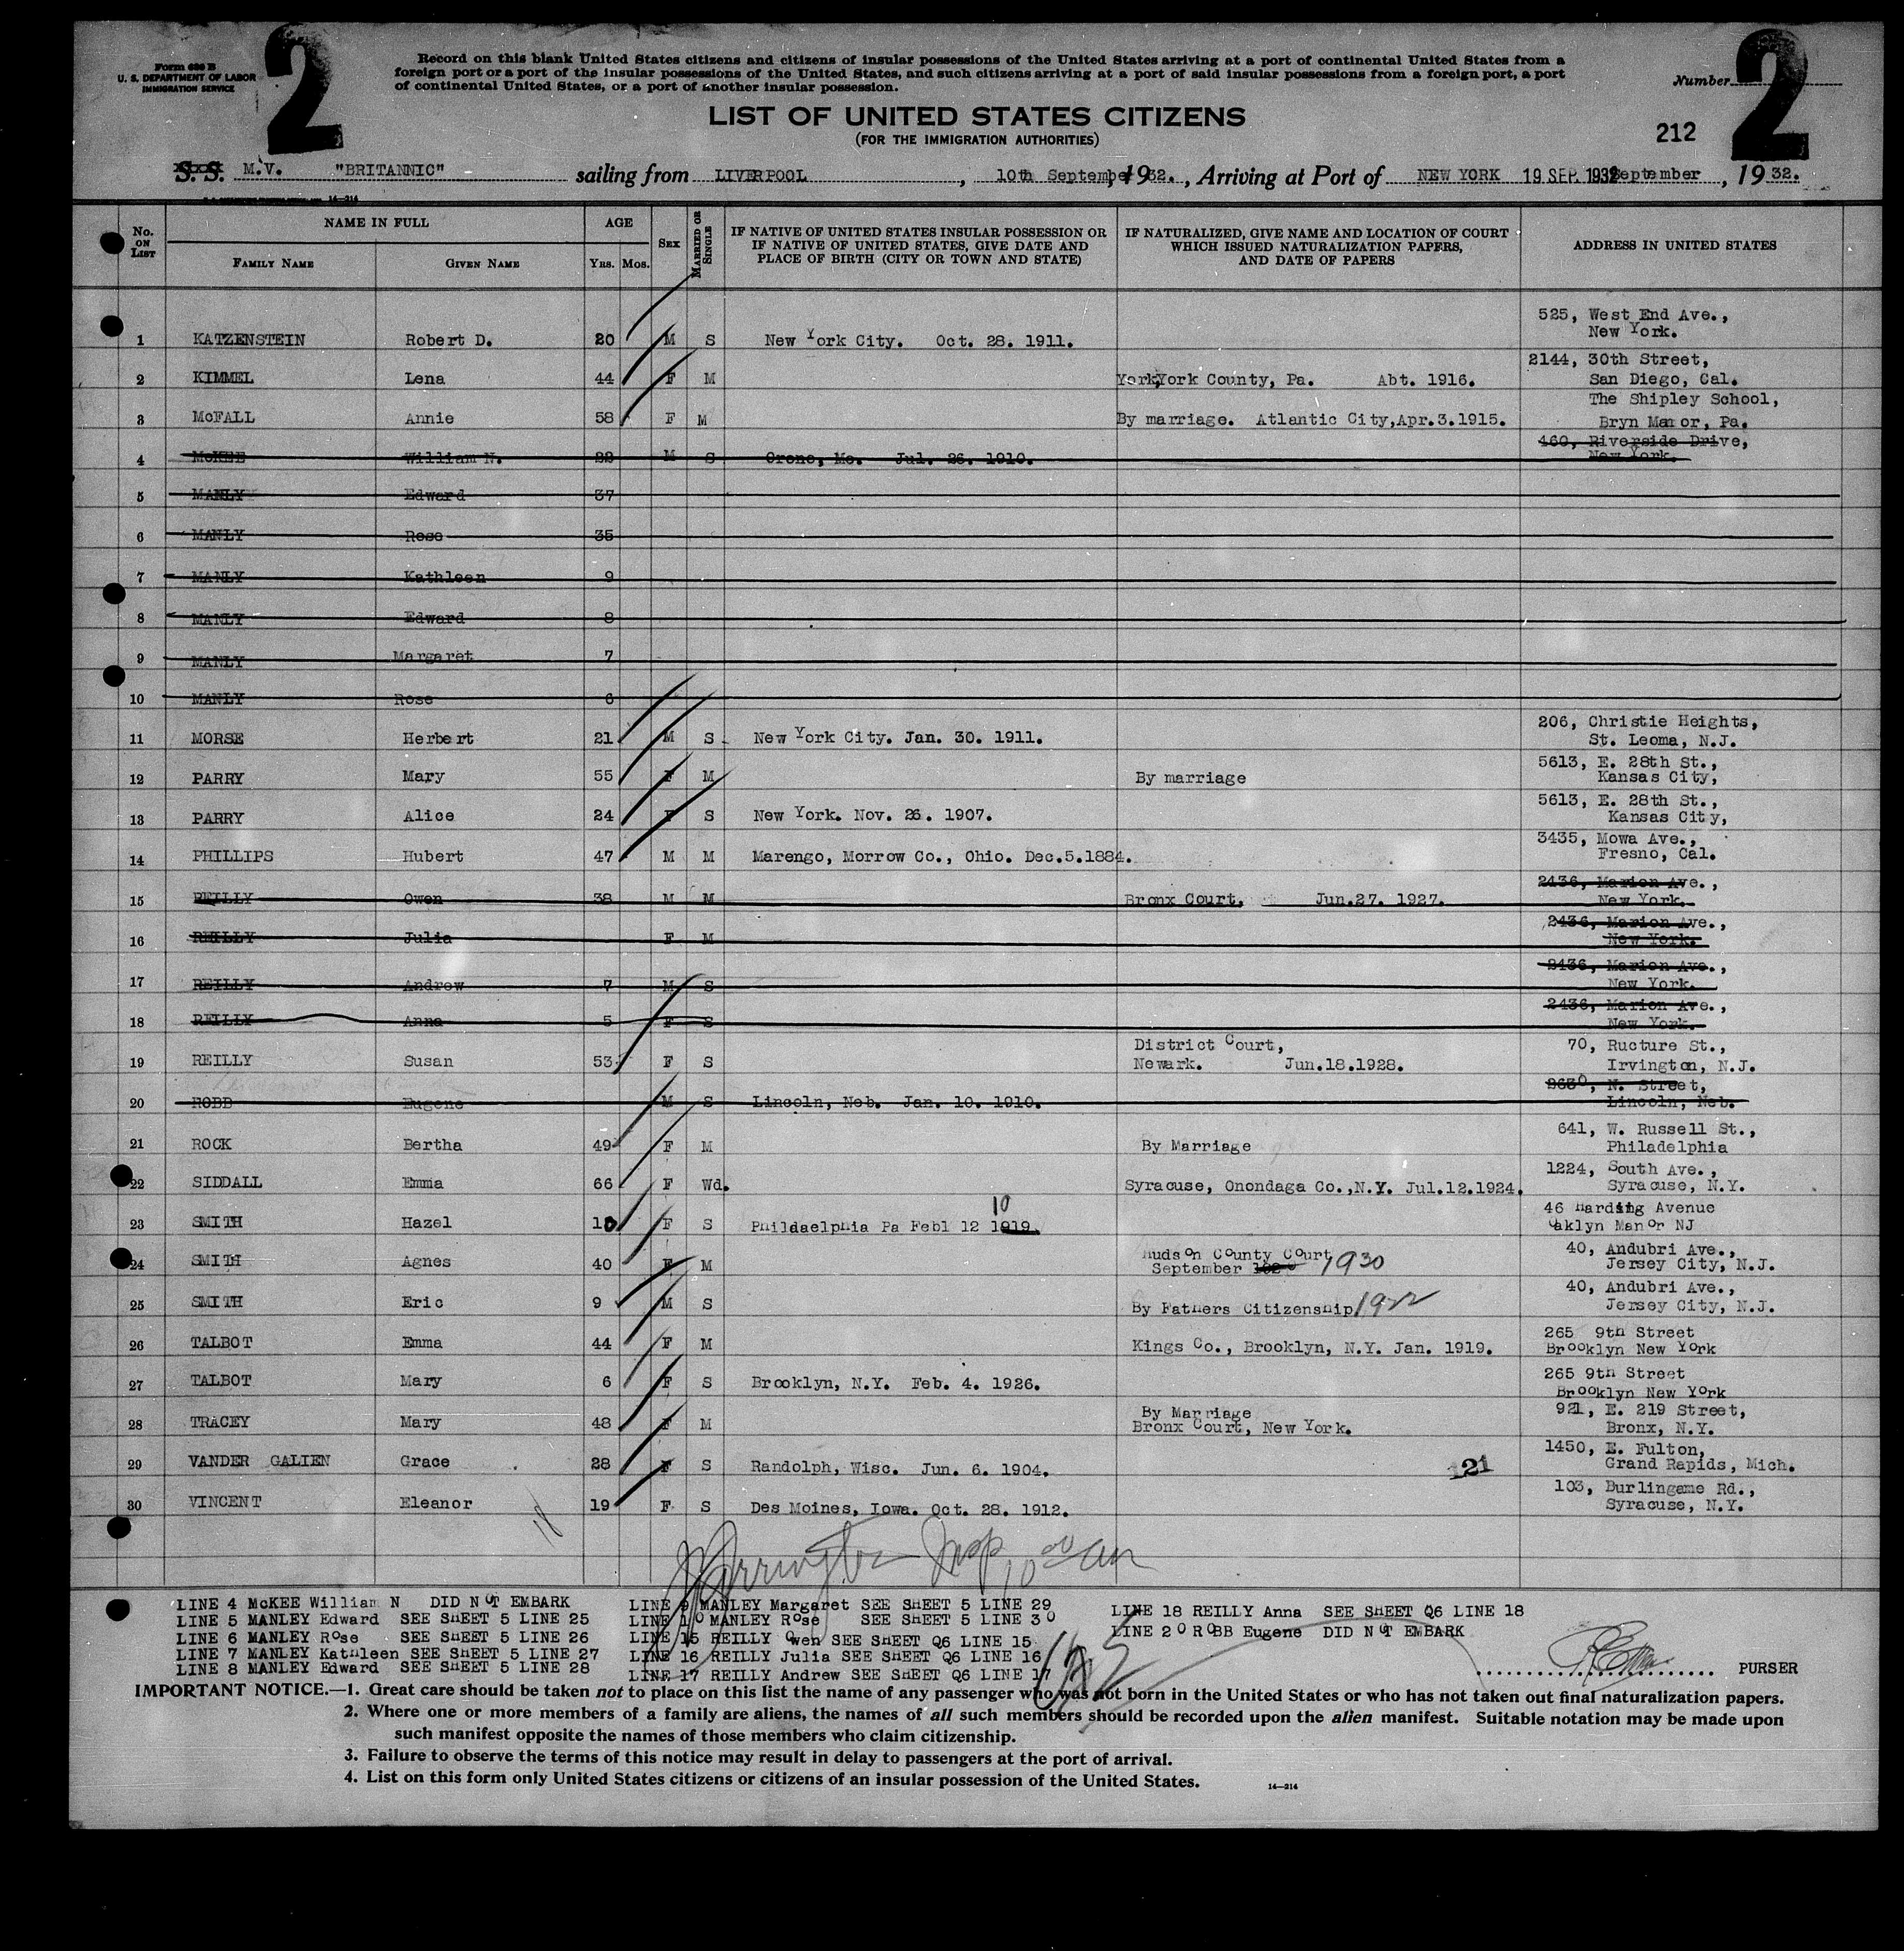 2
Form 630 B
U. S. DEPARTMENT OF LABOR
IMMIGRATION SERVICE
Record on this blank United States citizens and citizens of insular possessions of the United States arriving at a port of continental United States from a
foreign port or a port of the insular possessions of the United States, and such citizens arriving at a port of said insular possessions from a foreign port, a port
of continental United States, or a port of another insular possession.
Number 2
LIST OF UNITED STATES CITIZENS
(FOR THE IMMIGRATION AUTHORITIES)
212
S. S. M.V. "BRITANNIC" sailing from LIVERPOOL, 10th September, 1932., Arriving at Port of NEW YORK 19 SEP. 1932 September, 1932.
14—214
No. ON LIST NAME IN FULL AGE SEX MARRIED OR SINGLE IF NATIVE OF UNITED STATES INSULAR POSSESSION OR IF NATIVE OF UNITED STATES, GIVE DATE AND PLACE OF BIRTH (CITY OR TOWN AND STATE) IF NATURALIZED, GIVE NAME AND LOCATION OF COURT WHICH ISSUED NATURALIZATION PAPERS, AND DATE OF PAPERS ADDRESS IN UNITED STATES
FAMILY NAME GIVEN NAME YRS. MOS.
1 KATZENSTEIN Robert D. 20 M S New York City. Oct. 28. 1911. 525, West End Ave., New York.
2 KIMMEL Lena 44 F M York, York County, Pa. Abt. 1916. 2144, 30th Street, San Diego, Cal.
3 McFALL Annie 58 F M By marriage. Atlantic City, Apr.3.1915. The Shipley School, Bryn Manor, Pa.
4 McKEE William N. 22 M S Orono, Me. Jul. 26. 1910. 460, Riverside Drive, New York.
5 MANLY Edward 37
6 MANLY Rose 35
7 MANLY Kathleen 9
8 MANLY Edward 8
9 MANLY Margaret 7
10 MANLY Rose 6
11 MORSE Herbert 21 M S New York City. Jan. 30. 1911. 206, Christie Heights, St. Leoma, N.J.
12 PARRY Mary 55 F M By marriage 5613, E. 28th St., Kansas City,
13 PARRY Alice 24 F S New York. Nov. 26. 1907. 5613, E. 28th St., Kansas City,
14 PHILLIPS Hubert 47 M M Marengo, Morrow Co., Ohio. Dec.5.1884. 3435, Mowa Ave., Fresno, Cal.
15 REILLY Owen 38 M M Bronx Court. Jun.27. 1927. 2436, Marion Ave., New York.
16 REILLY Julia F M 2436, Marion Ave., New York.
17 REILLY Andrew 7 M S 2436, Marion Ave., New York.
18 REILLY Anna 5 F S 2436, Marion Ave., New York.
19 REILLY Susan 53 F S District Court, Newark. Jun.18.1928. 70, Ructure St., Irvington, N.J.
20 ROBB Eugene M S Lincoln, Neb. Jan. 10. 1910. 2630, N. Street, Lincoln, Neb.
21 ROCK Bertha 49 F M By Marriage 641, W. Russell St., Philadelphia
22 SIDDALL Emma 66 F Wd. Syracuse, Onondaga Co.,N.Y. Jul.12.1924. 1224, South Ave., Syracuse, N.Y.
23 SMITH Hazel F S Phildaelphia Pa Febl 12 1919 10 46 Harding Avenue Oaklyn Manor NJ
24 SMITH Agnes 40 F M Hudson County Court September 1930 40, Andubri Ave., Jersey City, N.J.
25 SMITH Eric 9 M S By Fathers Citizenship 1922 40, Andubri Ave., Jersey City, N.J.
26 TALBOT Emma 44 F M Kings Co., Brooklyn, N.Y. Jan. 1919. 265 9th Street Brooklyn New York
27 TALBOT Mary 6 F S Brooklyn, N.Y. Feb. 4. 1926. 265 9th Street Brooklyn New York
28 TRACEY Mary 48 F M By Marriage Bronx Court, New York. 921, E. 219 Street, Bronx, N.Y.
29 VANDER GALIEN Grace 28 F S Randolph, Wisc. Jun. 6. 1904. 121 1450, E. Fulton, Grand Rapids, Mich.
30 VINCENT Eleanor 19 F S Des Moines, Iowa. Oct. 28. 1912. 103, Burlingame Rd., Syracuse, N.Y.
Insp 10 00 am
LINE 4 McKEE William N DID NOT EMBARK
LINE 5 MANLEY Edward SEE SHEET 5 LINE 25
LINE 6 MANLEY Rose SEE SHEET 5 LINE 26
LINE 7 MANLEY Kathleen SEE SHEET 5 LINE 27
LINE 8 MANLEY Edward SEE SHEET 5 LINE 28
LINE 9 MANLEY Margaret SEE SHEET 5 LINE 29
LINE 10 MANLEY Rose SEE SHEET 5 LINE 30
LINE 15 REILLY Owen SEE SHEET Q6 LINE 15
LINE 16 REILLY Julia SEE SHEET Q6 LINE 16
LINE 17 REILLY Andrew SEE SHEET Q6 LINE 17
LINE 18 REILLY Anna SEE SHEET Q6 LINE 18
LINE 20 ROBB Eugene DID NOT EMBARK
PURSER
IMPORTANT NOTICE.—1. Great care should be taken not to place on this list the name of any passenger who was not born in the United States or who has not taken out final naturalization papers.
2. Where one or more members of a family are aliens, the names of all such members should be recorded upon the alien manifest. Suitable notation may be made upon
such manifest opposite the names of those members who claim citizenship.
3. Failure to observe the terms of this notice may result in delay to passengers at the port of arrival.
4. List on this form only United States citizens or citizens of an insular possession of the United States.
14—214